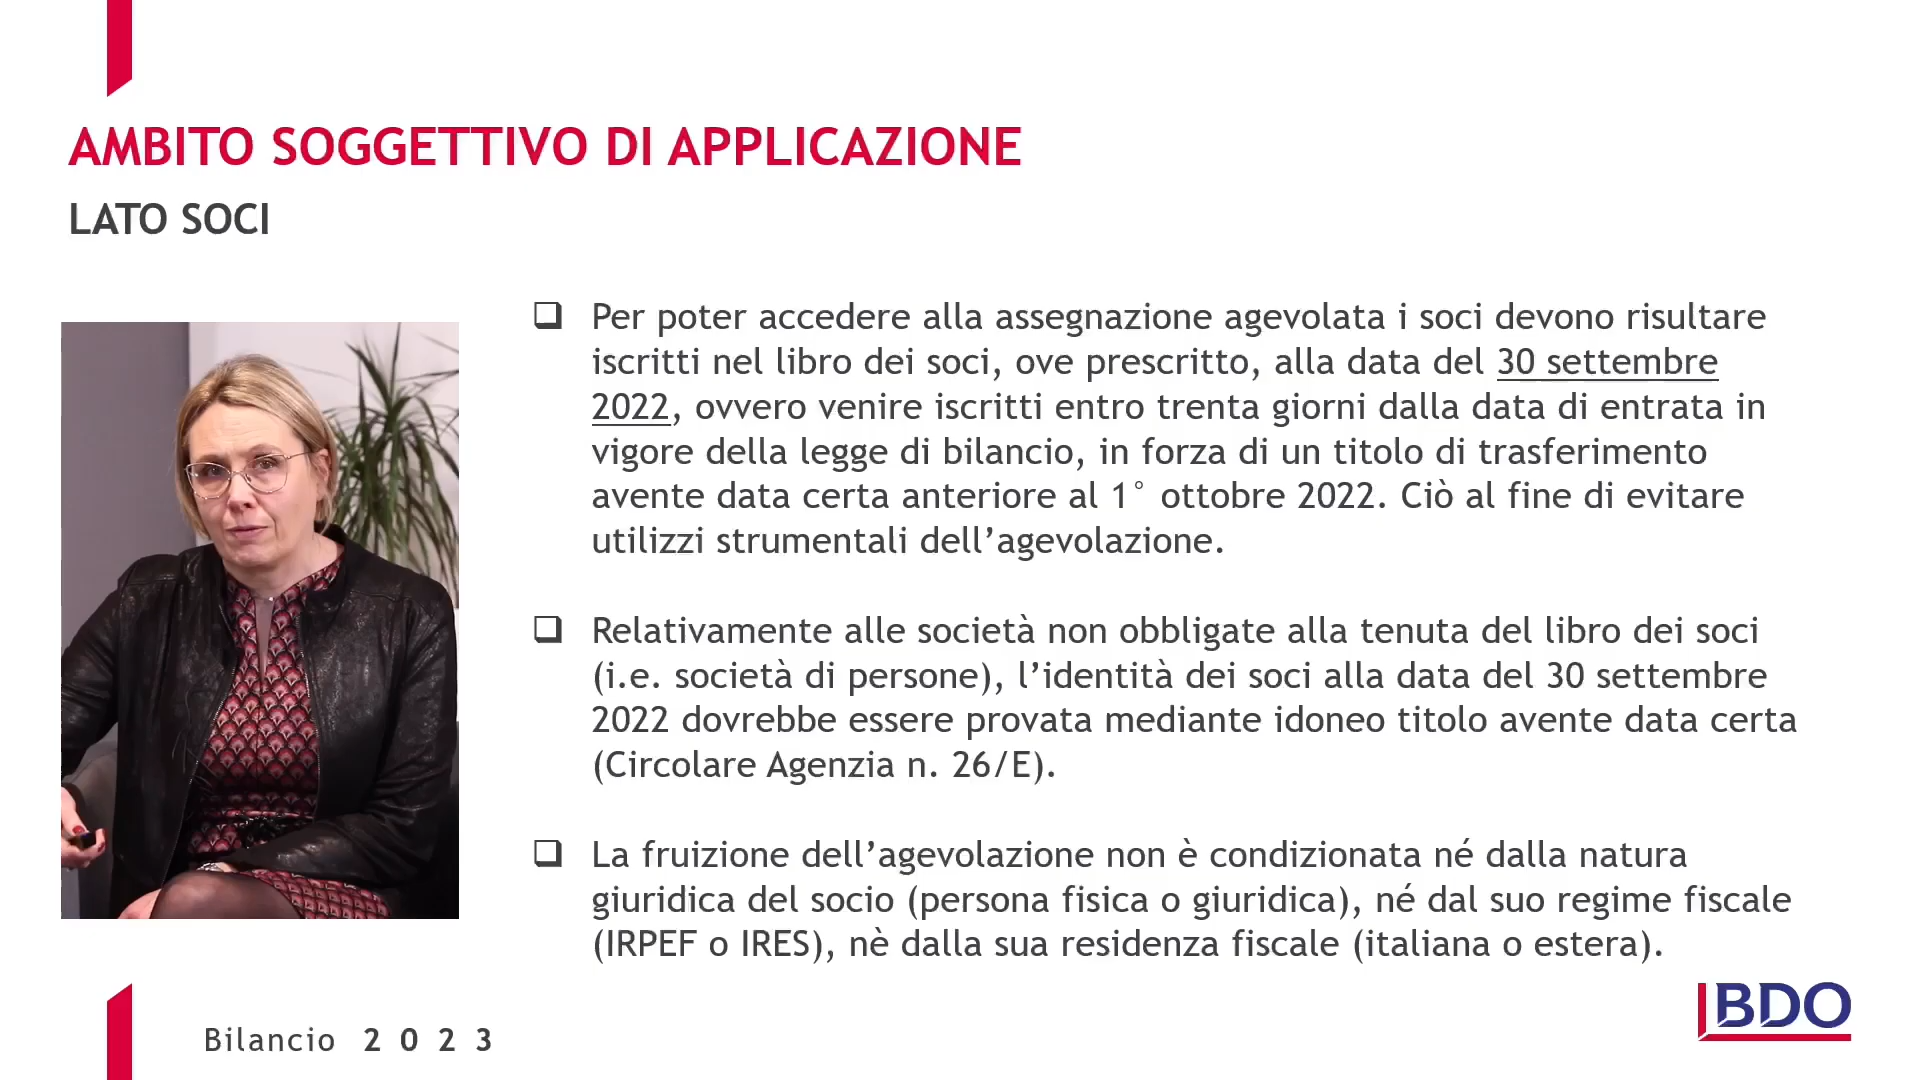 AMBITO SOGGETTIVO DI APPLICAZIONE
LATO SOCI
Per poter accedere alla assegnazione agevolata i soci devono risultare
iscritti nel libro dei soci, ove prescritto, alla data del 30 settembre
2022, ovvero venire iscritti entro trenta giorni dalla data di entrata in
vigore della legge di bilancio, in forza di un titolo di trasferimento
avente data certa anteriore al 1° ottobre 2022. Ciò al fine di evitare
utilizzi strumentali dell’agevolazione.
Relativamente alle società non obbligate alla tenuta del libro dei soci
(i.e. società di persone), l’identità dei soci alla data del 30 settembre
2022 dovrebbe essere provata mediante idoneo titolo avente data certa
(Circolare Agenzia n. 26/E).
La fruizione dell’agevolazione non è condizionata né dalla natura
giuridica del socio (persona fisica o giuridica), né dal suo regime fiscale
(IRPEF o IRES), nè dalla sua residenza fiscale (italiana o estera).
Bilancio 2023
BDO